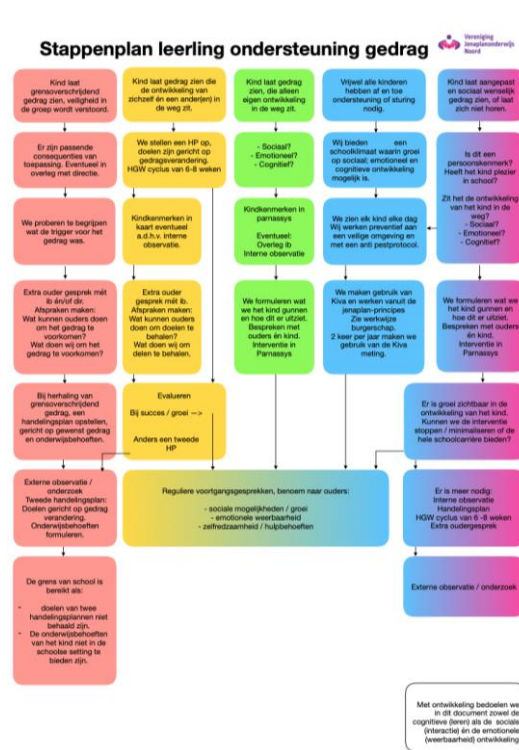 Stappenplan leerling ondersteuning gedrag
Vereniging
Jenaplanonderwijs
Noord
Kind laat
grensoverschrijdend
gedrag zien, veiligheid in
de groep wordt verstoord.
Er zijn passende
consequenties van
toepassing. Eventueel in
overleg met directie.
We proberen te begrijpen
wat de trigger voor het
gedrag was.
Extra ouder gesprek mét
ib én/of dir.
Afspraken maken:
Wat kunnen ouders doen
om het gedrag te
voorkomen?
Wat doen wij om het
gedrag te voorkomen?
Bij herhaling van
grensoverschrijdend
gedrag, een
handelingsplan opstellen,
gericht op gewenst gedrag
en onderwijsbehoeften.
Externe observatie /
onderzoek
Tweede handelingsplan:
Doelen gericht op gedrag
verandering.
Onderwijsbehoeften
formuleren.
De grens van school is
bereikt als:
- doelen van twee
handelingsplannen niet
behaald zijn.
- De onderwijsbehoeften
van het kind niet in de
schoolse setting te
bieden zijn.
Kind laat gedrag zien die
de ontwikkeling van
zichzelf én een ander(en) in
de weg zit.
We stellen een HP op,
doelen zijn gericht op
gedragsverandering.
HGW cyclus van 6-8 weken
Kindkenmerken in
kaart eventueel
a.d.h.v. interne
observatie.
Extra ouder
gesprek mét ib.
Afspraken maken:
Wat kunnen ouders
doen om doelen te
behalen?
Wat doen wij om
delen te behalen.
Evalueren
Bij succes / groei —>
Anders een tweede
HP
Kind laat gedrag
zien, die alleen
eigen ontwikkeling
in de weg zit.
- Sociaal?
- Emotioneel?
- Cognitief?
Kindkenmerken in
parnassys
Eventueel:
Overleg ib
Interne observatie
We formuleren wat
we het kind gunnen
en hoe dit er uitziet.
Bespreken met
ouders én kind.
Interventie in
Parnassys
Vrijwel alle kinderen
hebben af en toe
ondersteuning of sturing
nodig.
Wij bieden een
schoolklimaat waarin groei
op sociaal; emotioneel en
cognitieve ontwikkeling
mogelijk is.
We zien elk kind elke dag
Wij werken preventief aan
een veilige omgeving en
met een anti pestprotocol.
We maken gebruik van
Kiva en werken vanuit de
jenaplan-principes
Zie werkwijze
burgerschap.
2 keer per jaar maken we
gebruik van de Kiva
meting.
Reguliere voortgangsgesprekken, benoem naar ouders:
- sociale mogelijkheden / groei
- emotionele weerbaarheid
- zelfredzaamheid / hulpbehoeften
Kind laat aangepast
en sociaal wenselijk
gedrag zien, of laat
zich niet horen.
Is dit een
persoonskenmerk?
Heeft het kind plezier
in school?
Zit het de ontwikkeling
van het kind in de
weg?
- Sociaal?
- Emotioneel?
- Cognitief?
We formuleren wat we
het kind gunnen en
hoe dit er uitziet.
Bespreken met ouders
én kind.
Interventie in
Parnassys
Er is groei zichtbaar in de
ontwikkeling van het kind.
Kunnen we de interventie
stoppen / minimaliseren of de
hele schoolcarrière bieden?
Er is meer nodig:
Interne observatie
Handelingsplan
HGW cyclus van 6 -8 weken
Extra oudergesprek
Externe observatie / onderzoek
Met ontwikkeling bedoelen we
in dit document zowel de
cognitieve (leren) als de sociale
(interactie) én de emotionele
(weerbaarheid) ontwikkeling